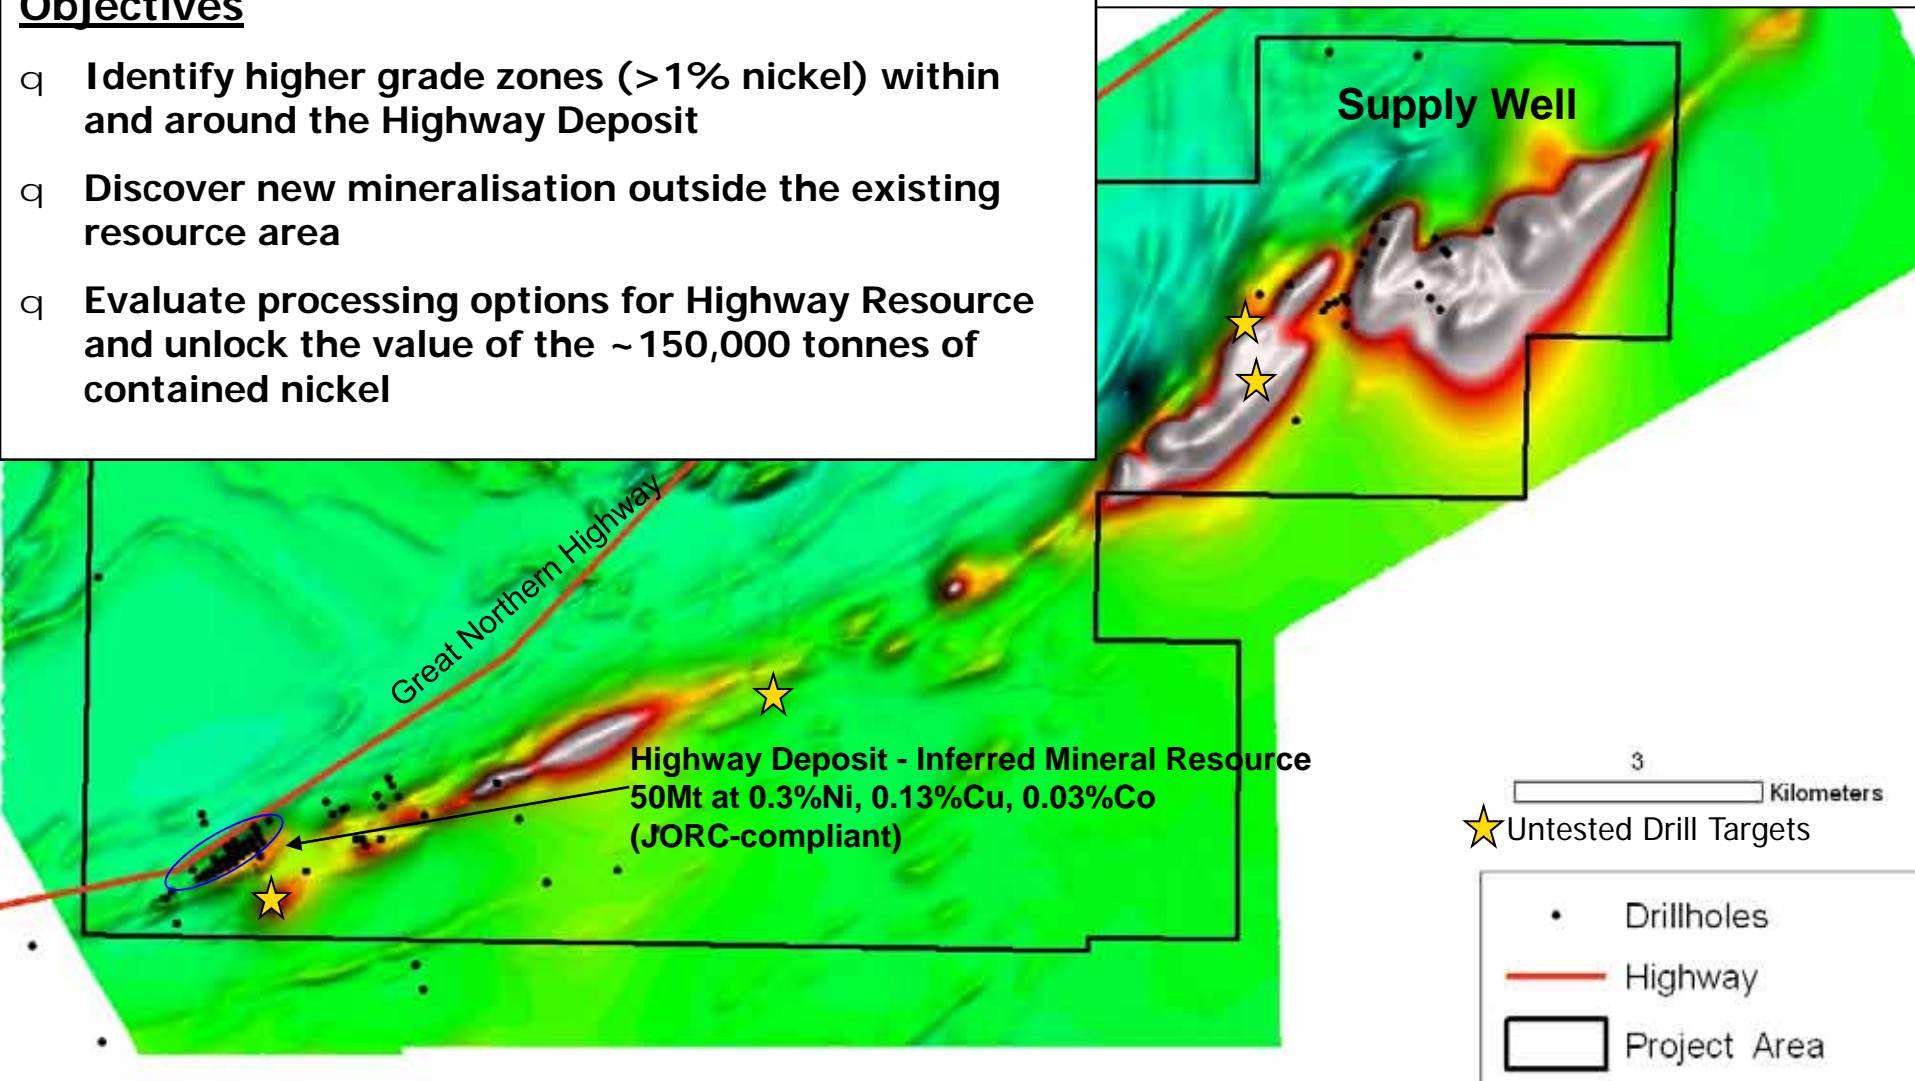 Objectives
q Identify higher grade zones (>1% nickel) within
and around the Highway Deposit
q Discover new mineralisation outside the existing
resource area
q Evaluate processing options for Highway Resource
and unlock the value of the ~150,000 tonnes of
contained nickel
Supply Well
Great Northern Highway
Highway Deposit - Inferred Mineral Resource
50Mt at 0.3%Ni, 0.13%Cu, 0.03%Co
(JORC-compliant)
3
Kilometers
Untested Drill Targets
Drillholes
Highway
Project Area